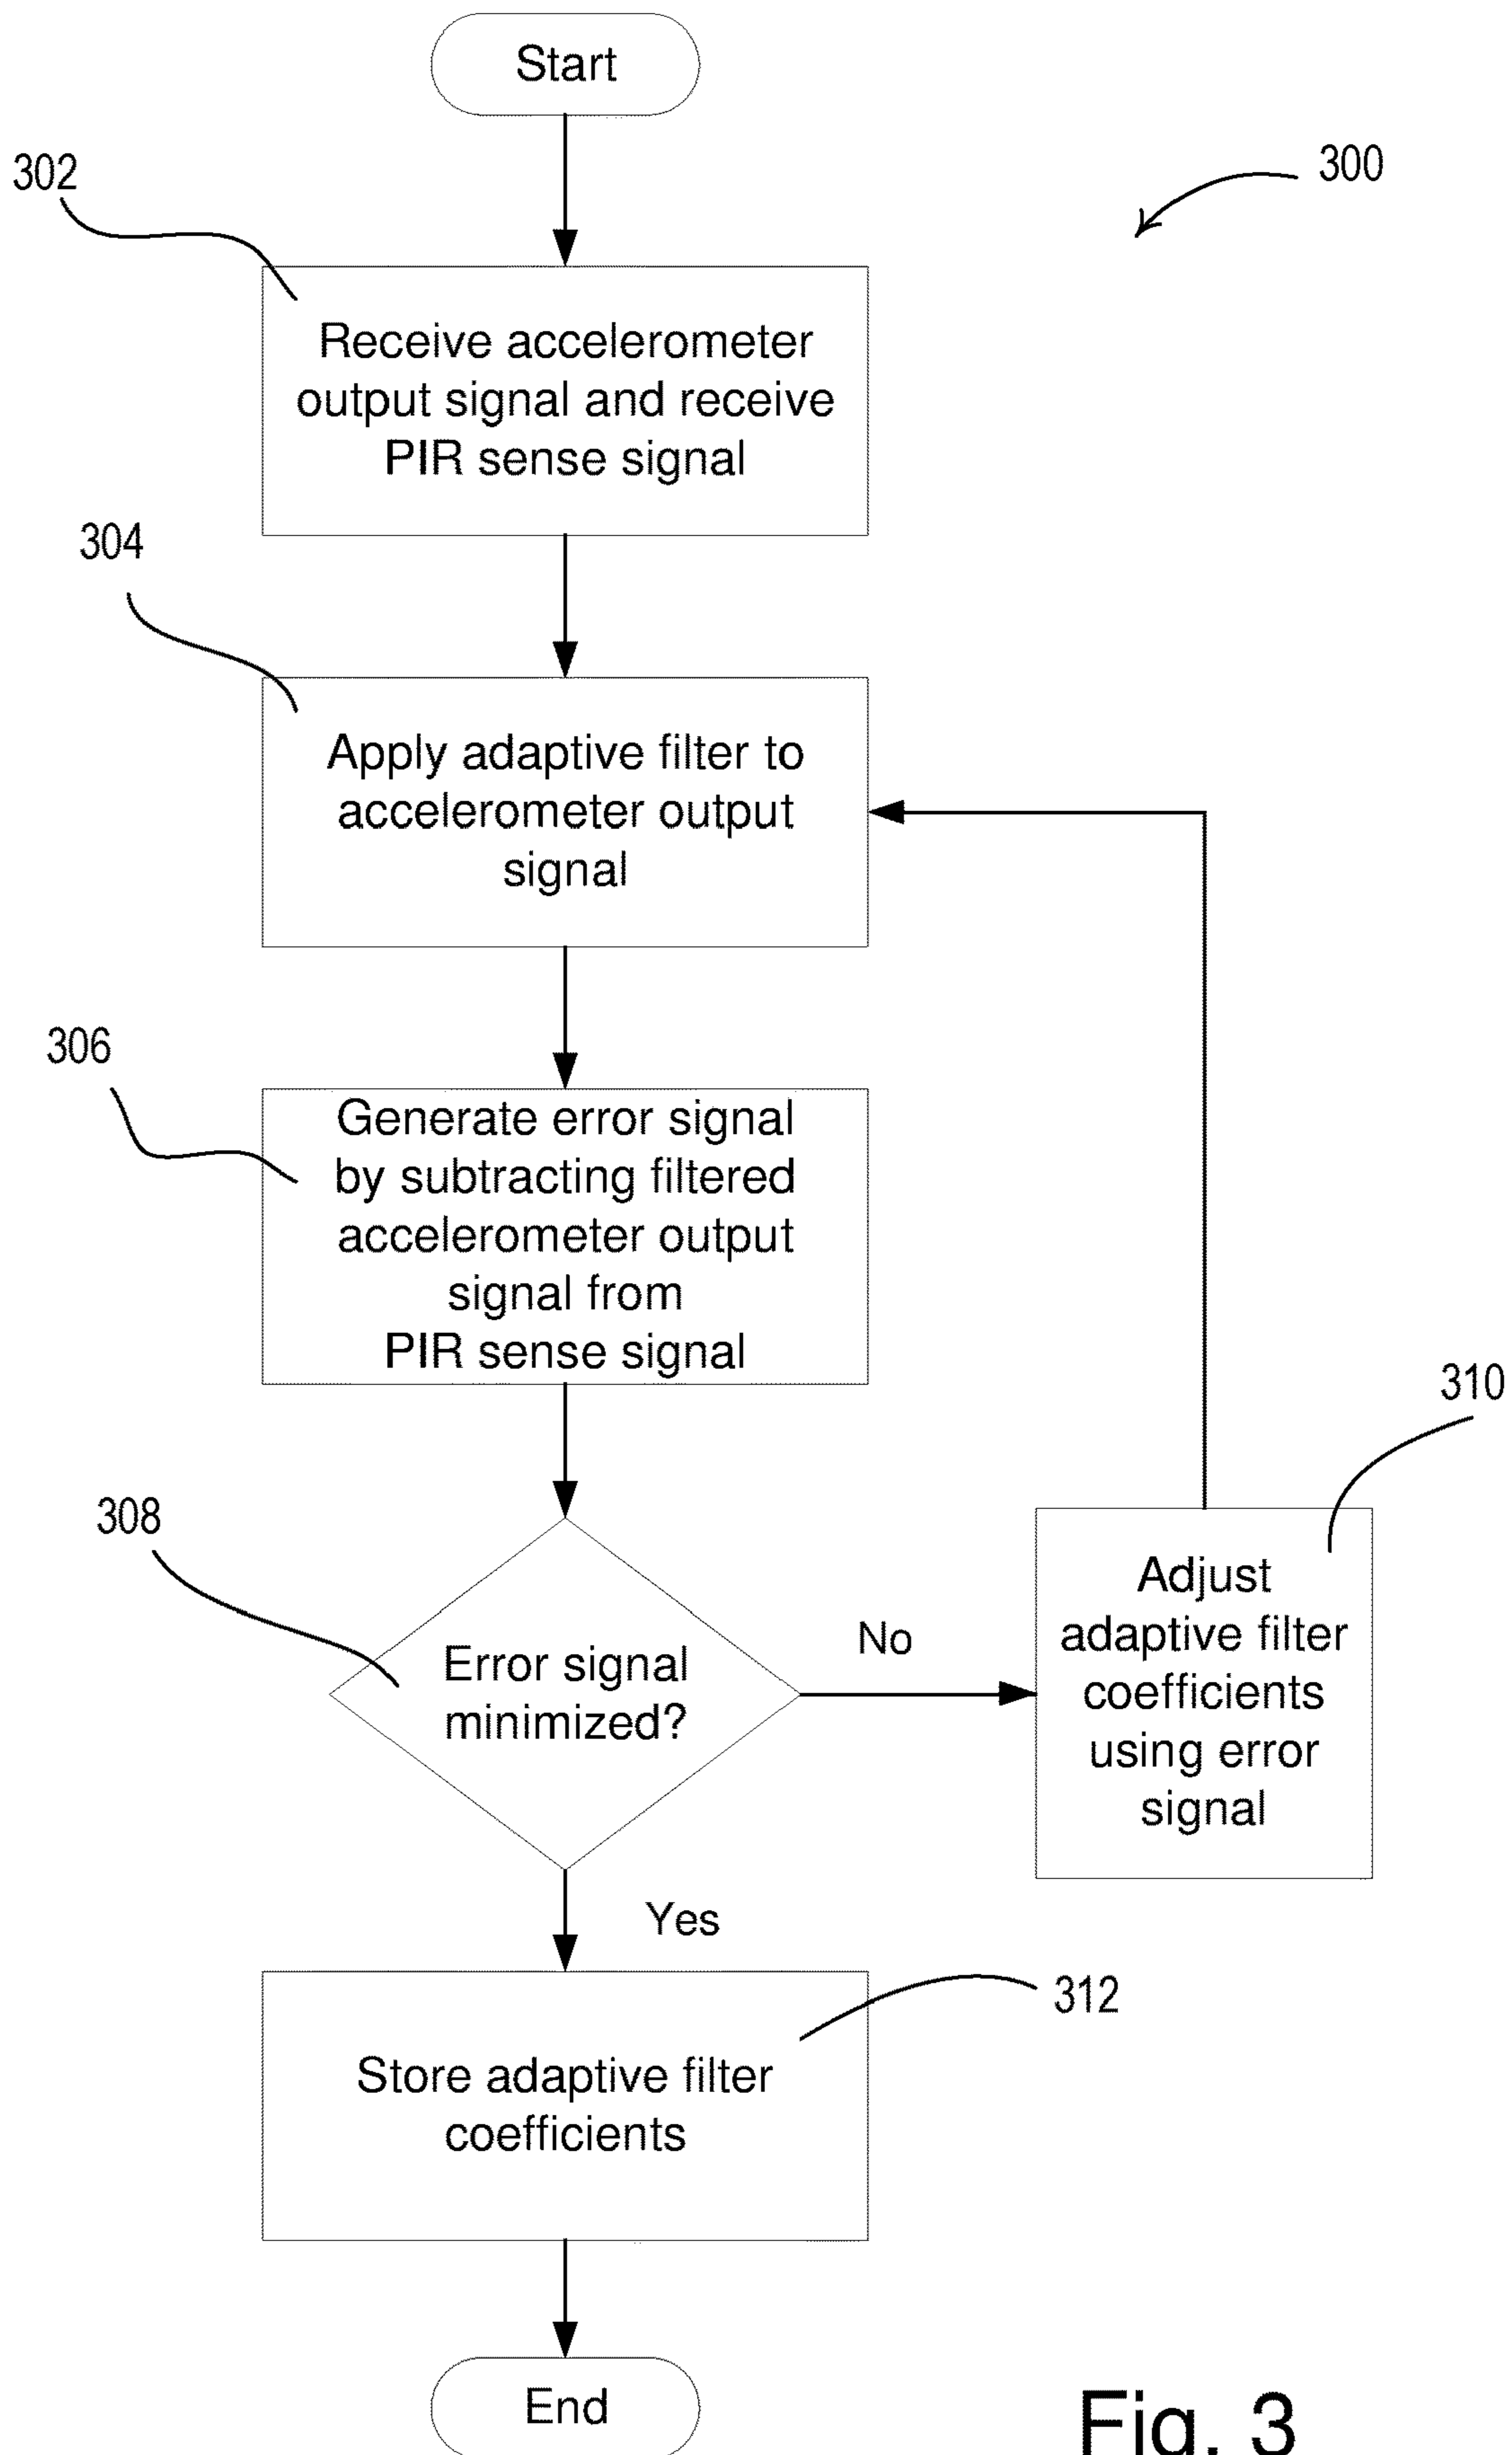 Start
300
302
Receive accelerometer
output signal and receive
PIR sense signal
304
Apply adaptive filter to
accelerometer output
signal
306
Generate error signal
by subtracting filtered
accelerometer output
signal from
PIR sense signal
308
Error signal
minimized?
No
310
Adjust
adaptive filter
coefficients
using error
signal
Yes
312
Store adaptive filter
coefficients
End
Fig. 3